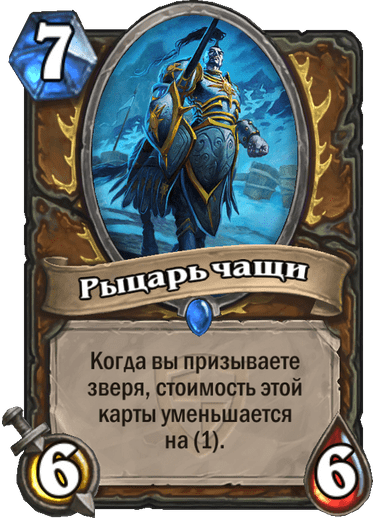 7
Рыцарь чащи
Когда вы призываете
зверя, стоимость этой
карты уменьшается
на (1).
6 6